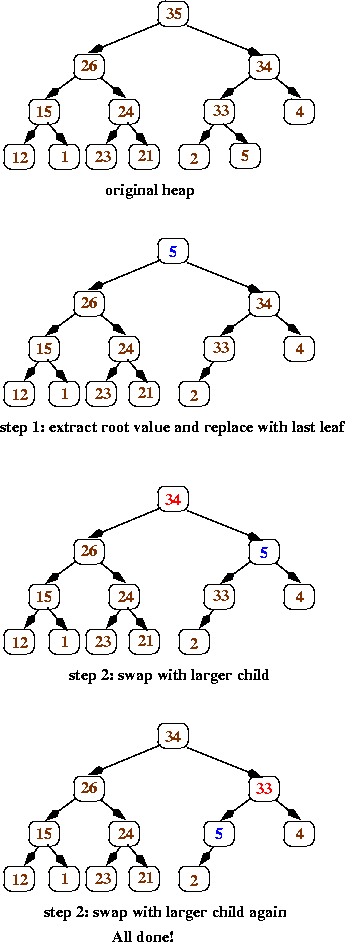 35
26 34
15 24 33 4
12 1 23 21 2 5
original heap
5
26 34
15 24 33 4
12 1 23 21 2
step 1: extract root value and replace with last leaf
34
26 5
15 24 33 4
12 1 23 21 2
step 2: swap with larger child
34
26 33
15 24 5 4
12 1 23 21 2
step 2: swap with larger child again
All done!